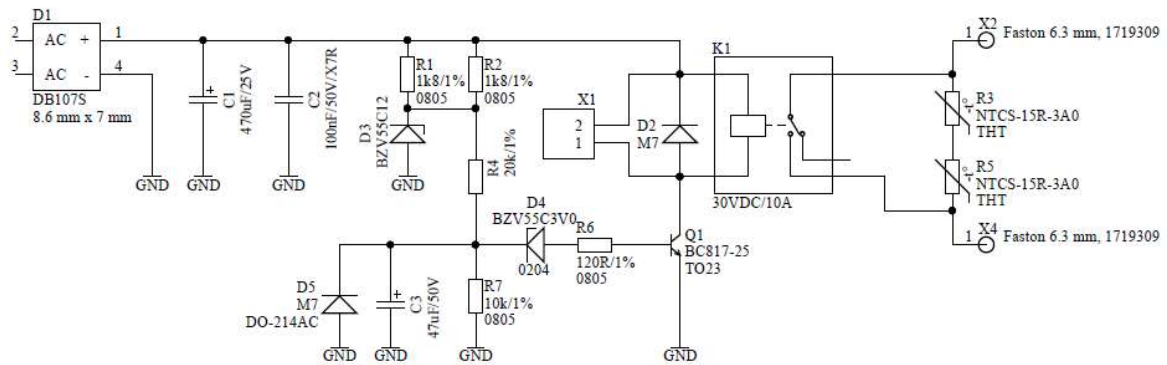 D1
2 AC + 1
3 AC - 4
DB107S
8.6 mm x 7 mm
GND
C1
470uF/25V
GND
C2
100nF/50V/X7R
GND
R1
1k8/1%
0805
R2
1k8/1%
0805
D3
BZV55C12
GND
R4
20k/1%
X1
2
1
D2
M7
K1
30VDC/10A
1 X2 Faston 6.3 mm, 1719309
R3
-t°
NTCS-15R-3A0
THT
R5
-t°
NTCS-15R-3A0
THT
1 X4 Faston 6.3 mm, 1719309
D4
BZV55C3V0
0204
R6
120R/1%
0805
Q1
BC817-25
TO23
GND
D5
M7
DO-214AC
GND
+
C3
47uF/50V
GND
R7
10k/1%
0805
GND